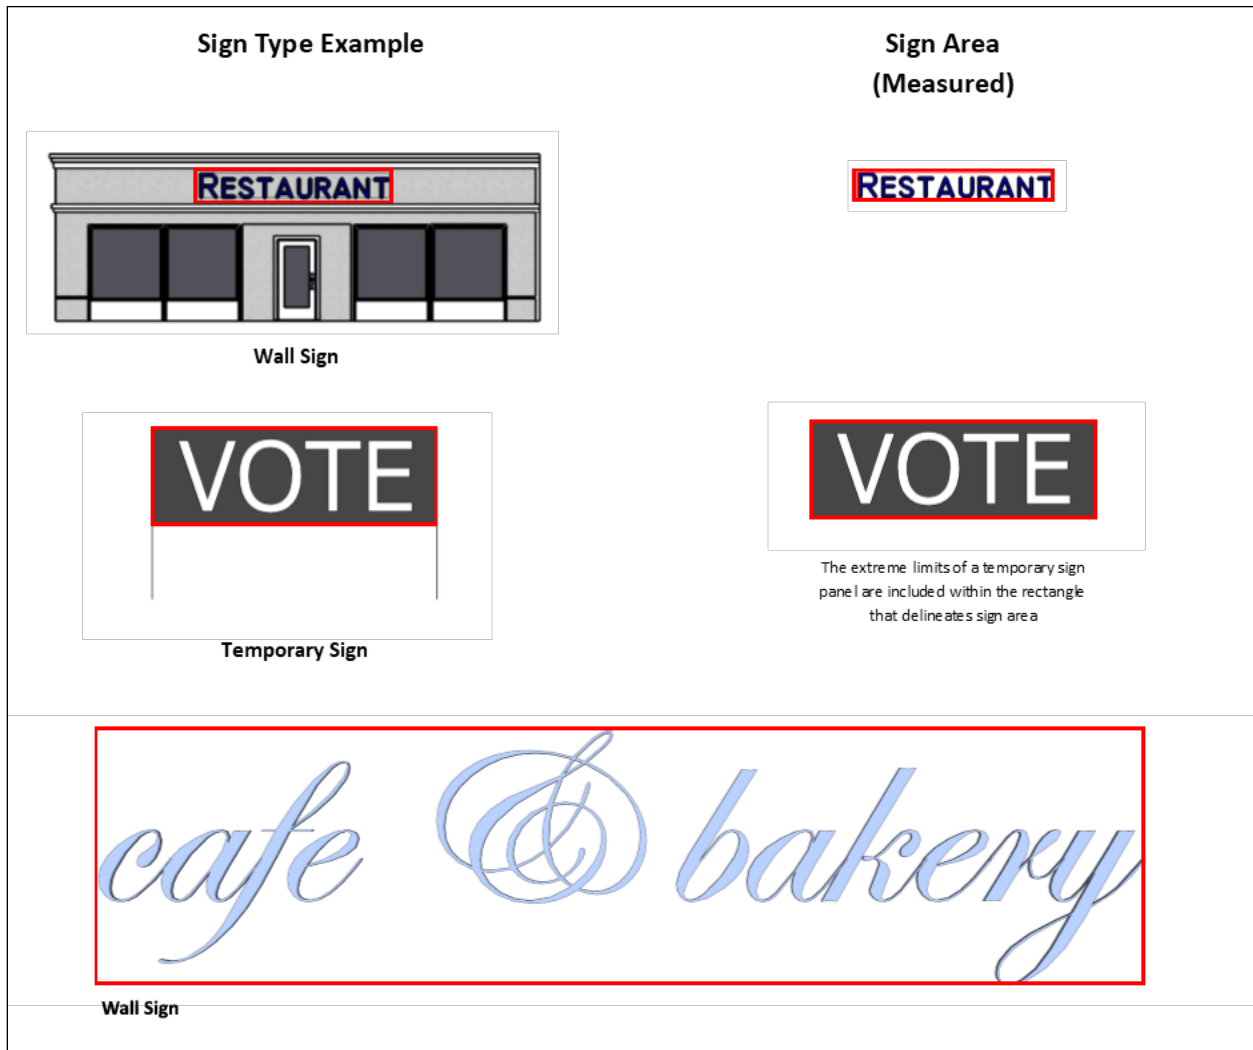 Sign Type Example
Sign Area
(Measured)
RESTAURANT
RESTAURANT
Wall Sign
VOTE
VOTE
The extreme limits of a temporary sign
panel are included within the rectangle
that delineates sign area
Temporary Sign
cafe & bakery
Wall Sign